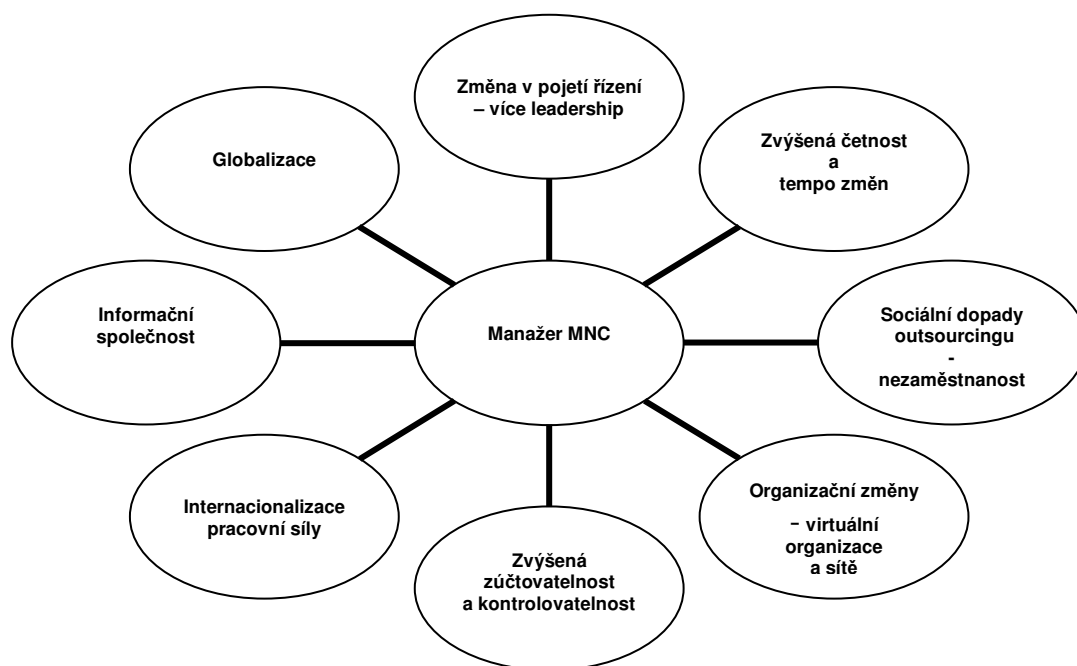 Změna v pojetí řízení
– více leadership
Globalizace
Zvýšená četnost
a
tempo změn
Informační
společnost
Manažer MNC
Sociální dopady
outsourcingu
-
nezaměstnanost
Internacionalizace
pracovní síly
Zvýšená
zúčtovatelnost
a kontrolovatelnost
Organizační změny
– virtuální
organizace
a sítě